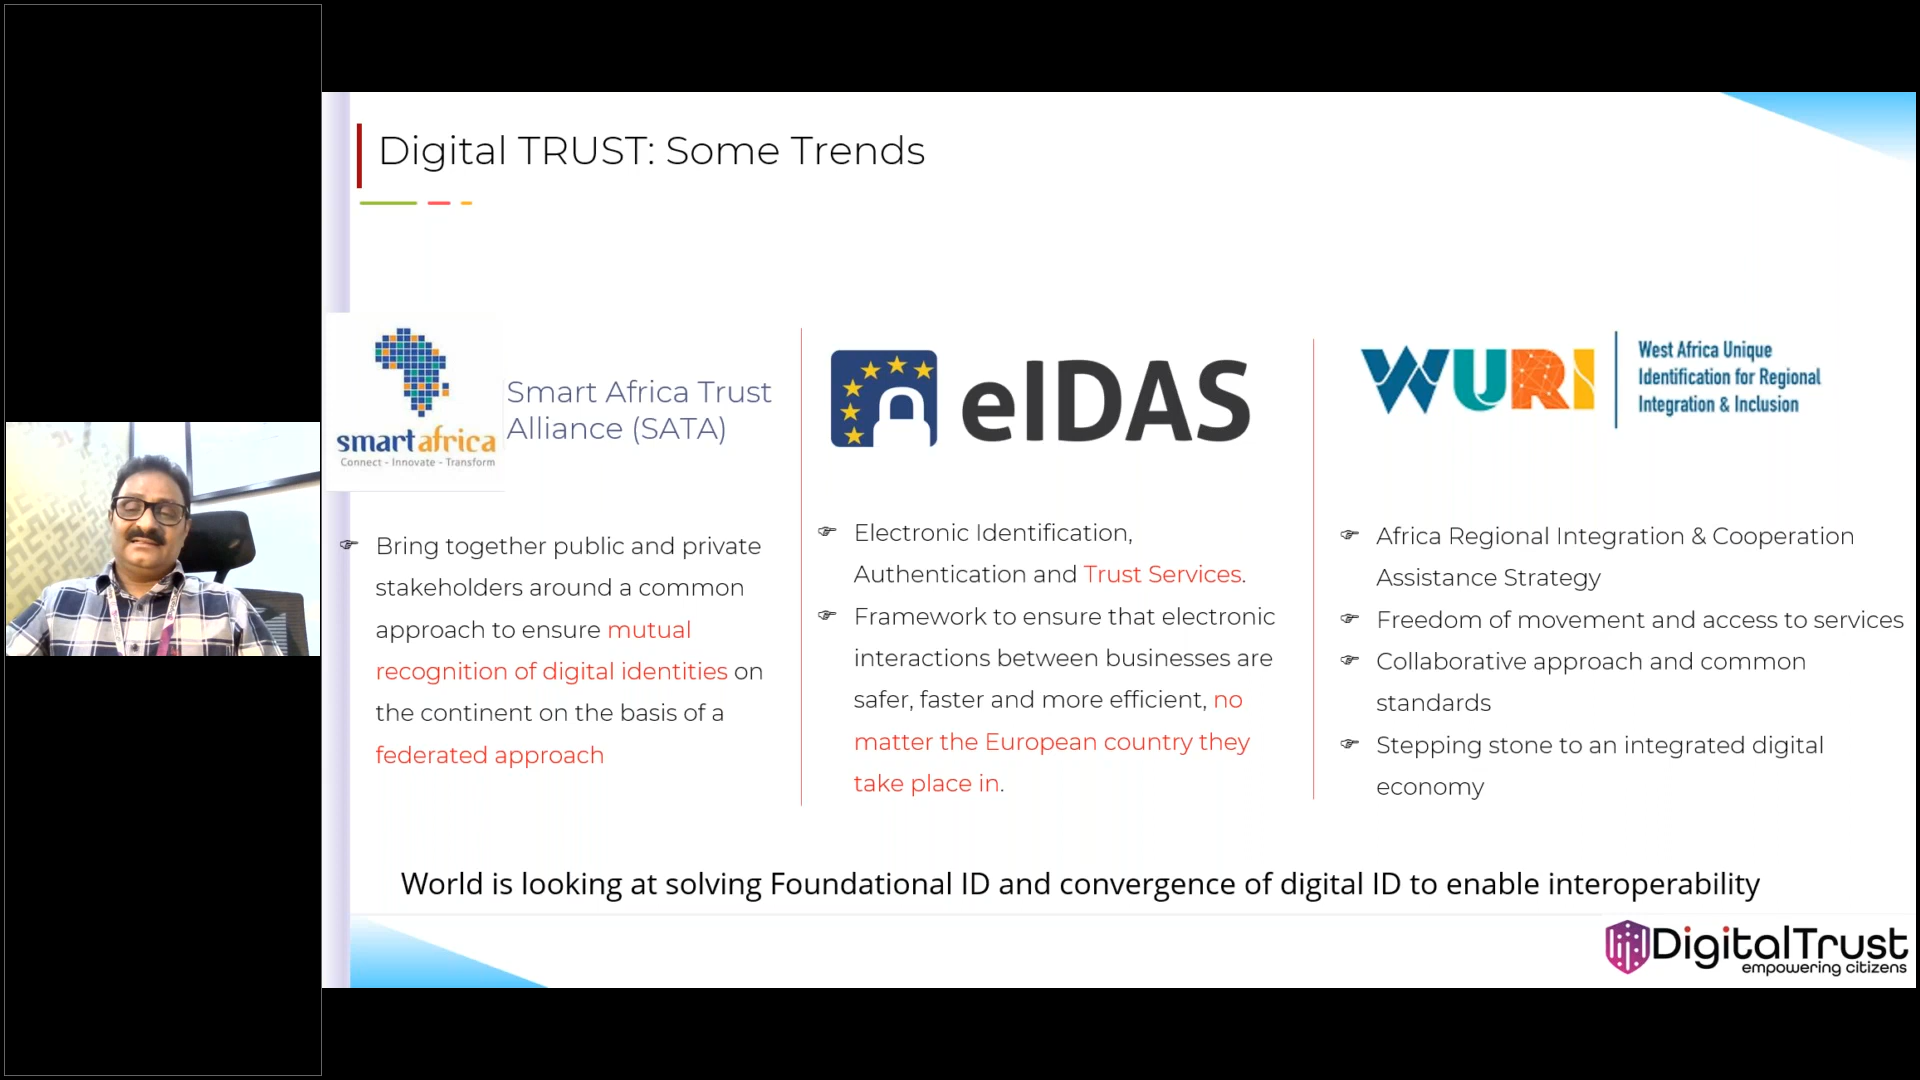 Digital TRUST: Some Trends
smart africa
Connect - Innovate - Transform
Smart Africa Trust
Alliance (SATA)
Bring together public and private
stakeholders around a common
approach to ensure mutual
recognition of digital identities on
the continent on the basis of a
federated approach
eIDAS
Electronic Identification,
Authentication and Trust Services.
Framework to ensure that electronic
interactions between businesses are
safer, faster and more efficient, no
matter the European country they
take place in.
WURI
West Africa Unique
Identification for Regional
Integration & Inclusion
Africa Regional Integration & Cooperation
Assistance Strategy
Freedom of movement and access to services
Collaborative approach and common
standards
Stepping stone to an integrated digital
economy
World is looking at solving Foundational ID and convergence of digital ID to enable interoperability
DigitalTrust
empowering citizens